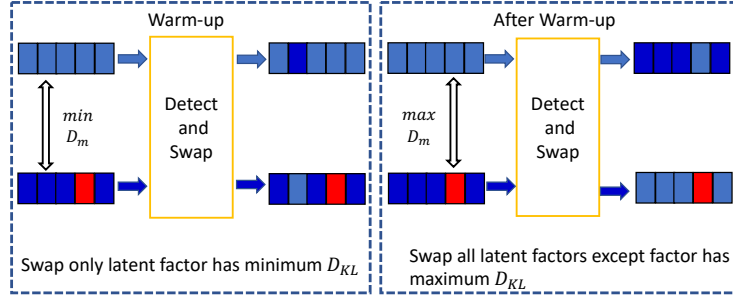 Warm-up
min
D_m
Detect
and
Swap
Swap only latent factor has minimum D_KL
After Warm-up
max
D_m
Detect
and
Swap
Swap all latent factors except factor has
maximum D_KL